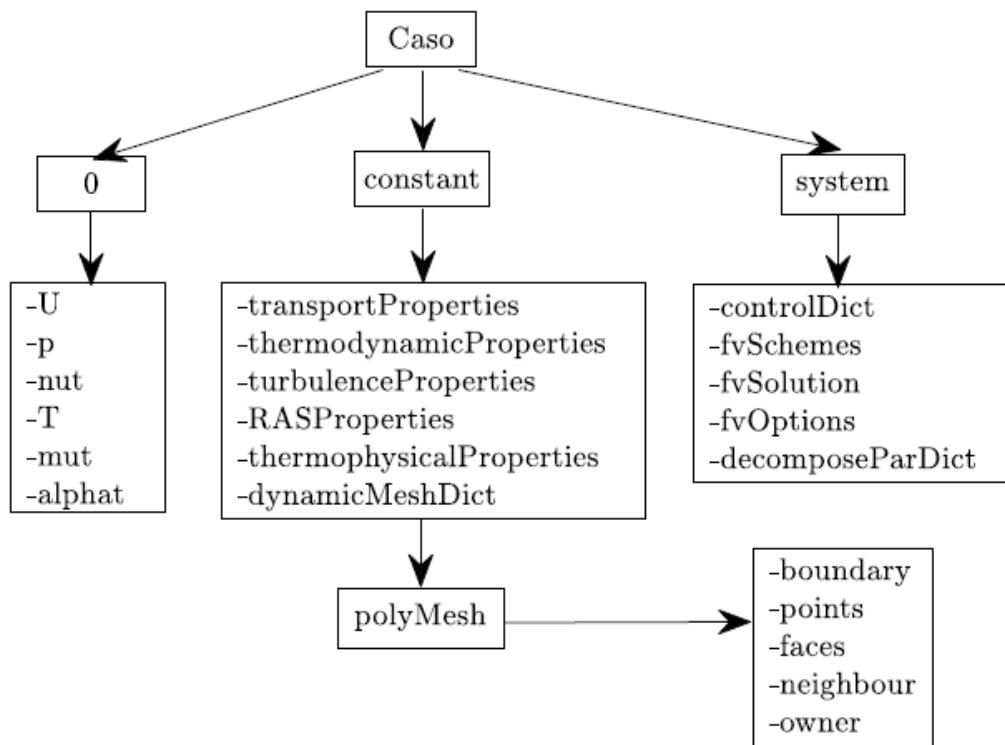 Caso
0
constant
system
-U
-p
-nut
-T
-mut
-alphat
-transportProperties
-thermodynamicProperties
-turbulenceProperties
-RASProperties
-thermophysicalProperties
-dynamicMeshDict
-controlDict
-fvSchemes
-fvSolution
-fvOptions
-decomposeParDict
polyMesh
-boundary
-points
-faces
-neighbour
-owner